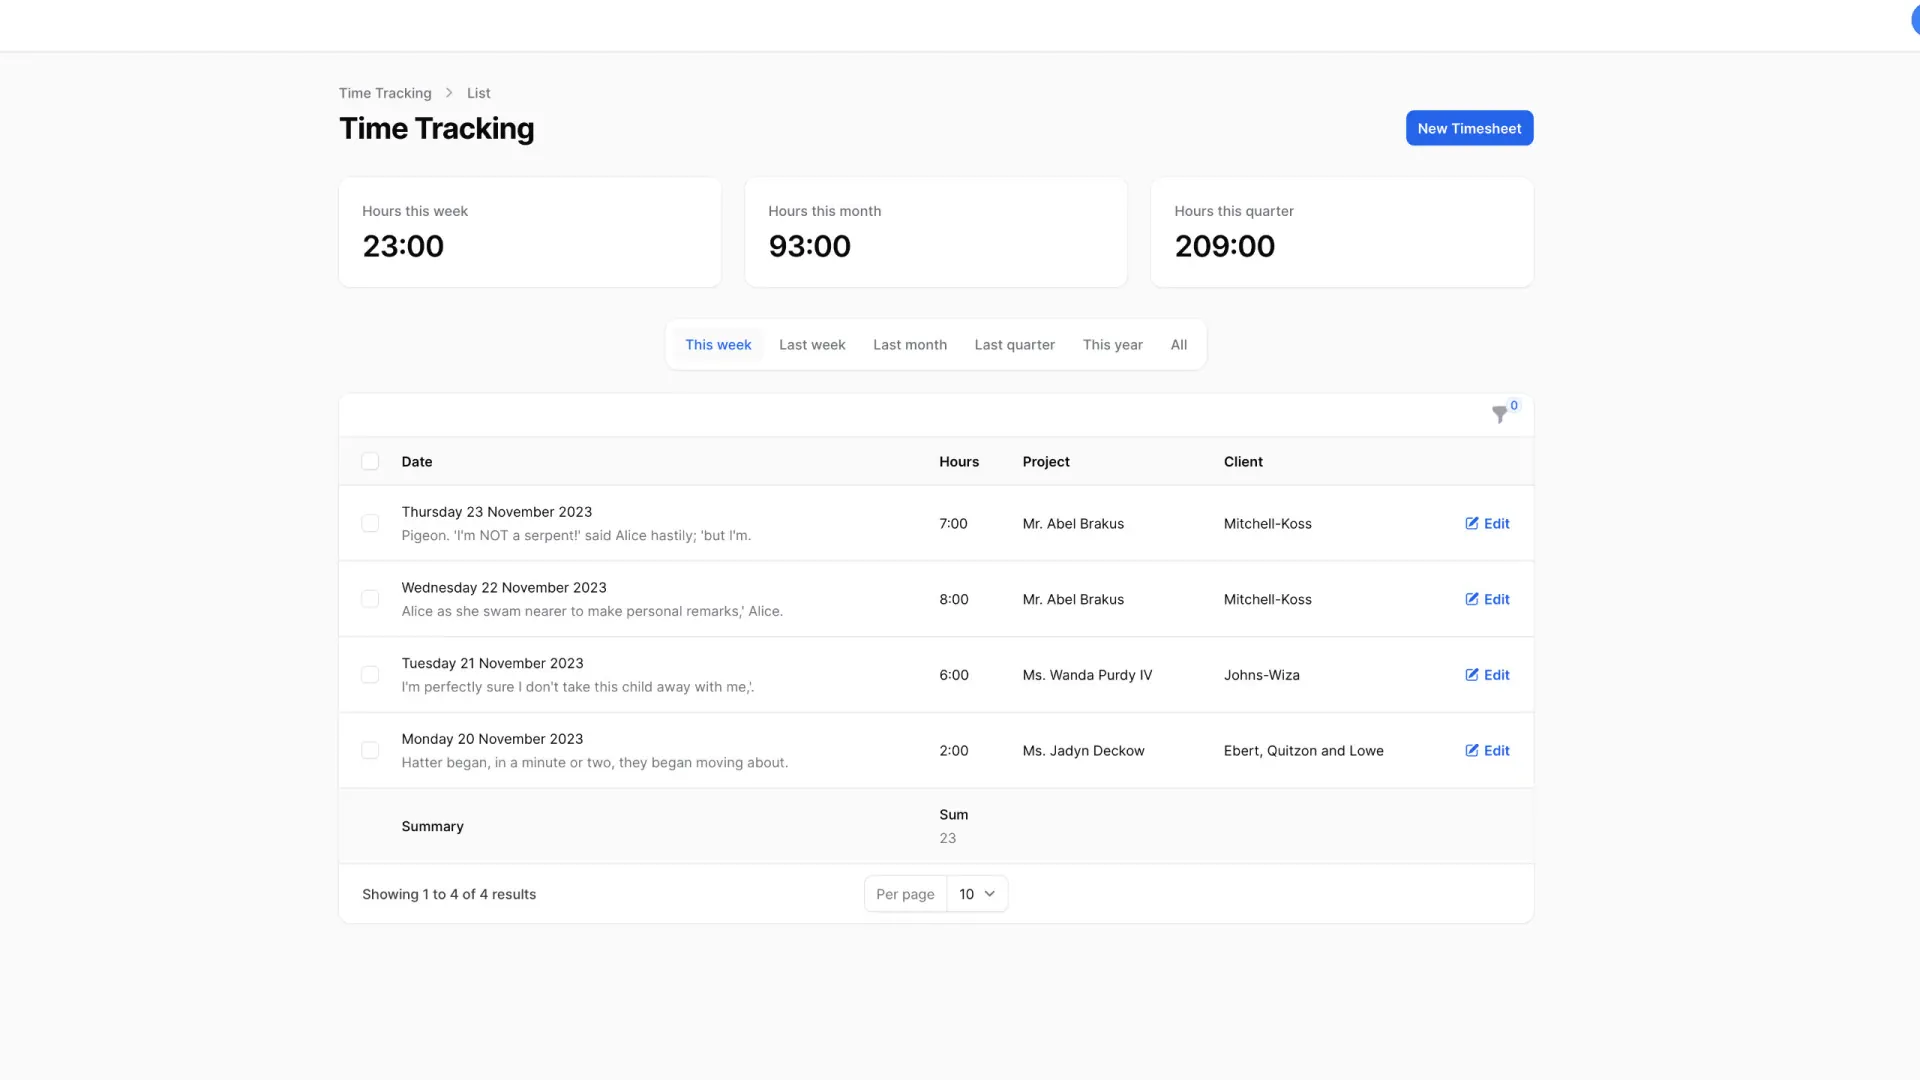 Time Tracking > List
Time Tracking
New Timesheet
Hours this week
23:00
Hours this month
93:00
Hours this quarter
209:00
This week Last week Last month Last quarter This year All
0
Date Hours Project Client
Thursday 23 November 2023
Pigeon. 'I'm NOT a serpent!' said Alice hastily; 'but I'm.
7:00 Mr. Abel Brakus Mitchell-Koss Edit
Wednesday 22 November 2023
Alice as she swam nearer to make personal remarks,' Alice.
8:00 Mr. Abel Brakus Mitchell-Koss Edit
Tuesday 21 November 2023
I'm perfectly sure I don't take this child away with me,'.
6:00 Ms. Wanda Purdy IV Johns-Wiza Edit
Monday 20 November 2023
Hatter began, in a minute or two, they began moving about.
2:00 Ms. Jadyn Deckow Ebert, Quitzon and Lowe Edit
Summary
Sum
23
Showing 1 to 4 of 4 results
Per page 10